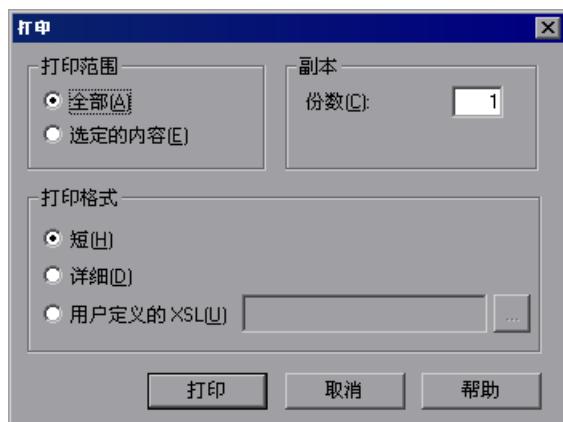 打印
打印范围
全部(A)
选定的内容(E)
副本
份数(C):
1
打印格式
短(H)
详细(D)
用户定义的 XSL(U)
...
打印
取消
帮助